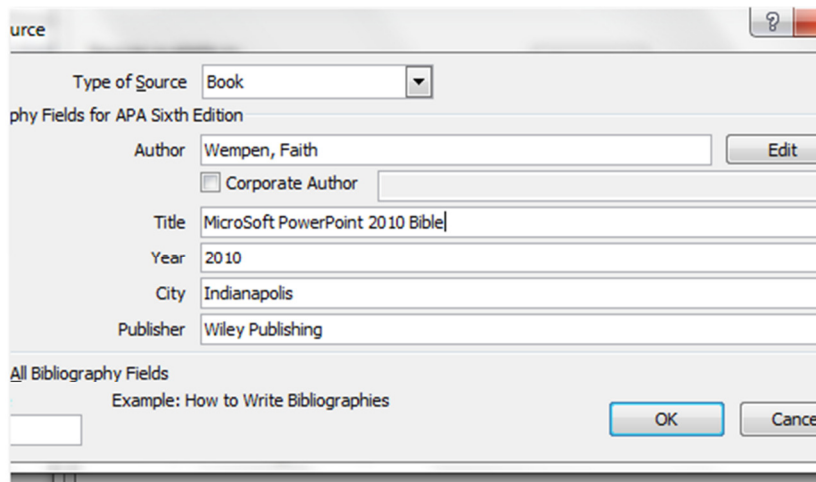 urce
?
Type of Source Book
phy Fields for APA Sixth Edition
Author Wempen, Faith Edit
Corporate Author
Title MicroSoft PowerPoint 2010 Bible
Year 2010
City Indianapolis
Publisher Wiley Publishing
All Bibliography Fields
Example: How to Write Bibliographies
OK Cance